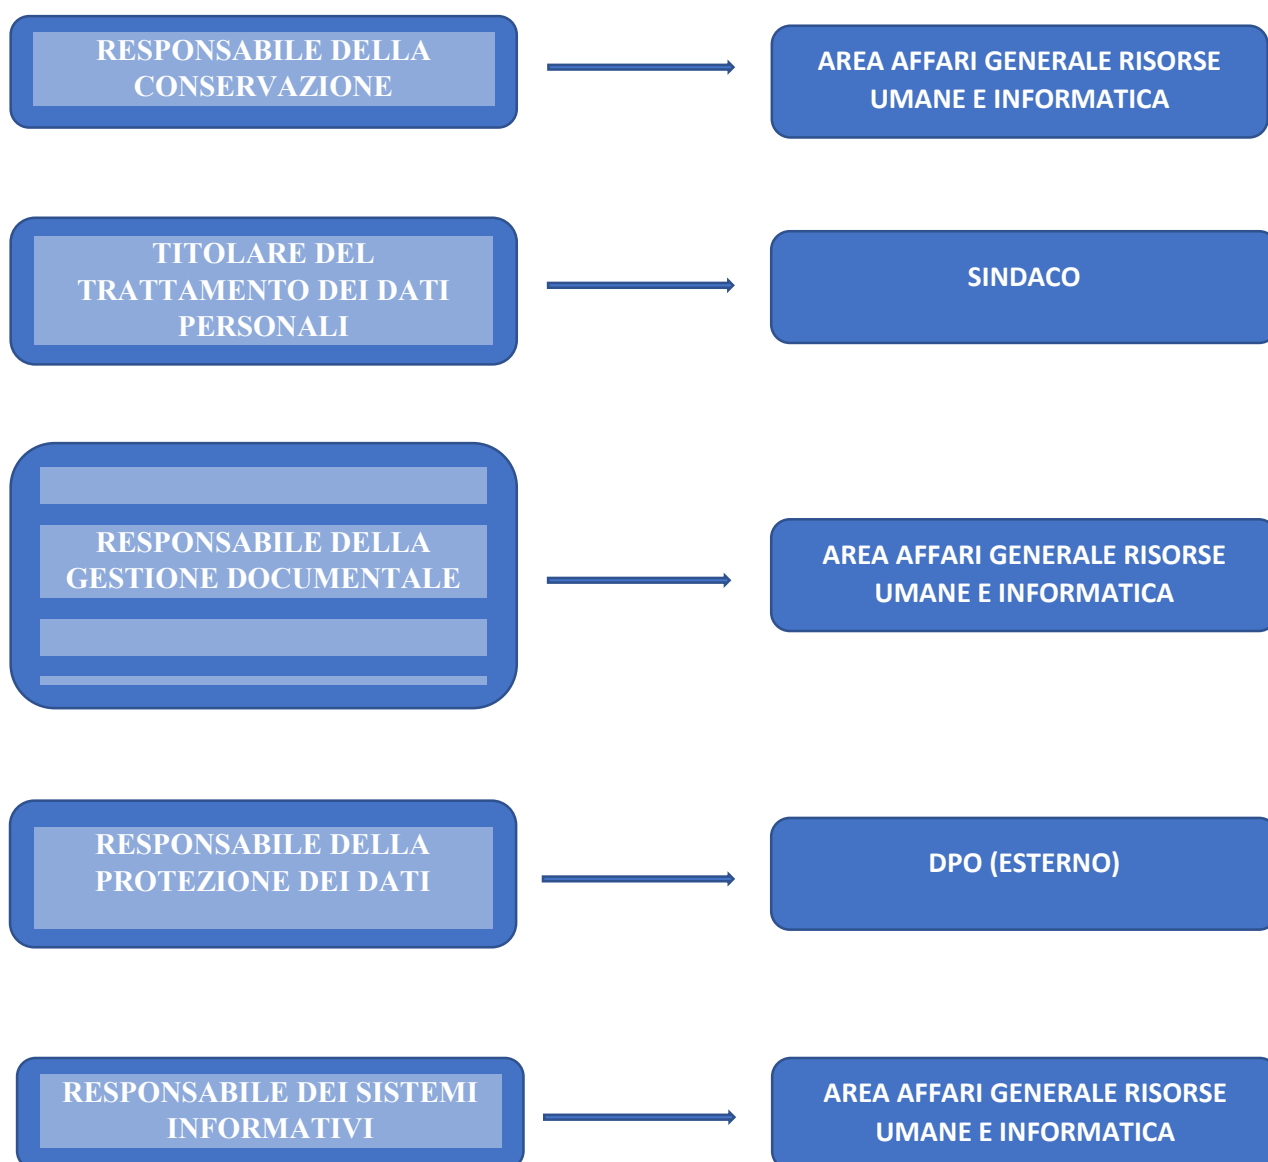 RESPONSABILE DELLA
CONSERVAZIONE
AREA AFFARI GENERALE RISORSE
UMANE E INFORMATICA
TITOLARE DEL
TRATTAMENTO DEI DATI
PERSONALI
SINDACO
RESPONSABILE DELLA
GESTIONE DOCUMENTALE
AREA AFFARI GENERALE RISORSE
UMANE E INFORMATICA
RESPONSABILE DELLA
PROTEZIONE DEI DATI
DPO (ESTERNO)
RESPONSABILE DEI SISTEMI
INFORMATIVI
AREA AFFARI GENERALE RISORSE
UMANE E INFORMATICA